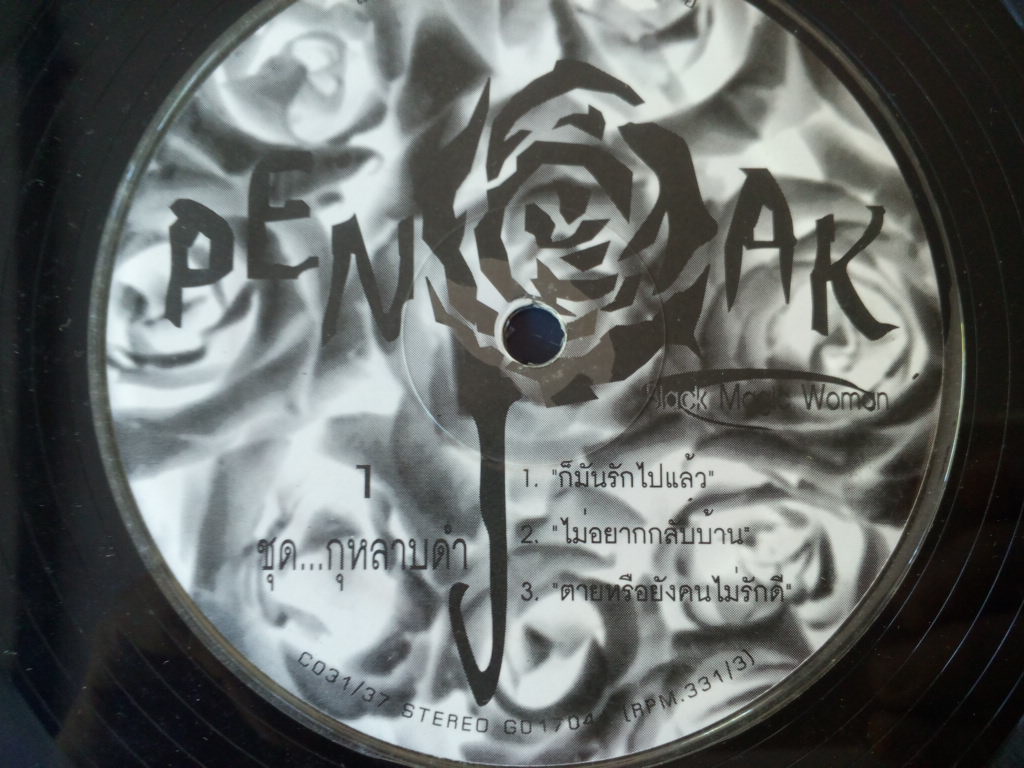 PEN JAK
Black Magic Woman
1
ชุด...กุหลาบดำ
1. "ก็มันรักไปแล้ว"
2. "ไม่อยากกลับบ้าน"
3. "ตายหรือยังคนไม่รักดี"
CO31/37 STEREO GD1704 (RPM.331/3)